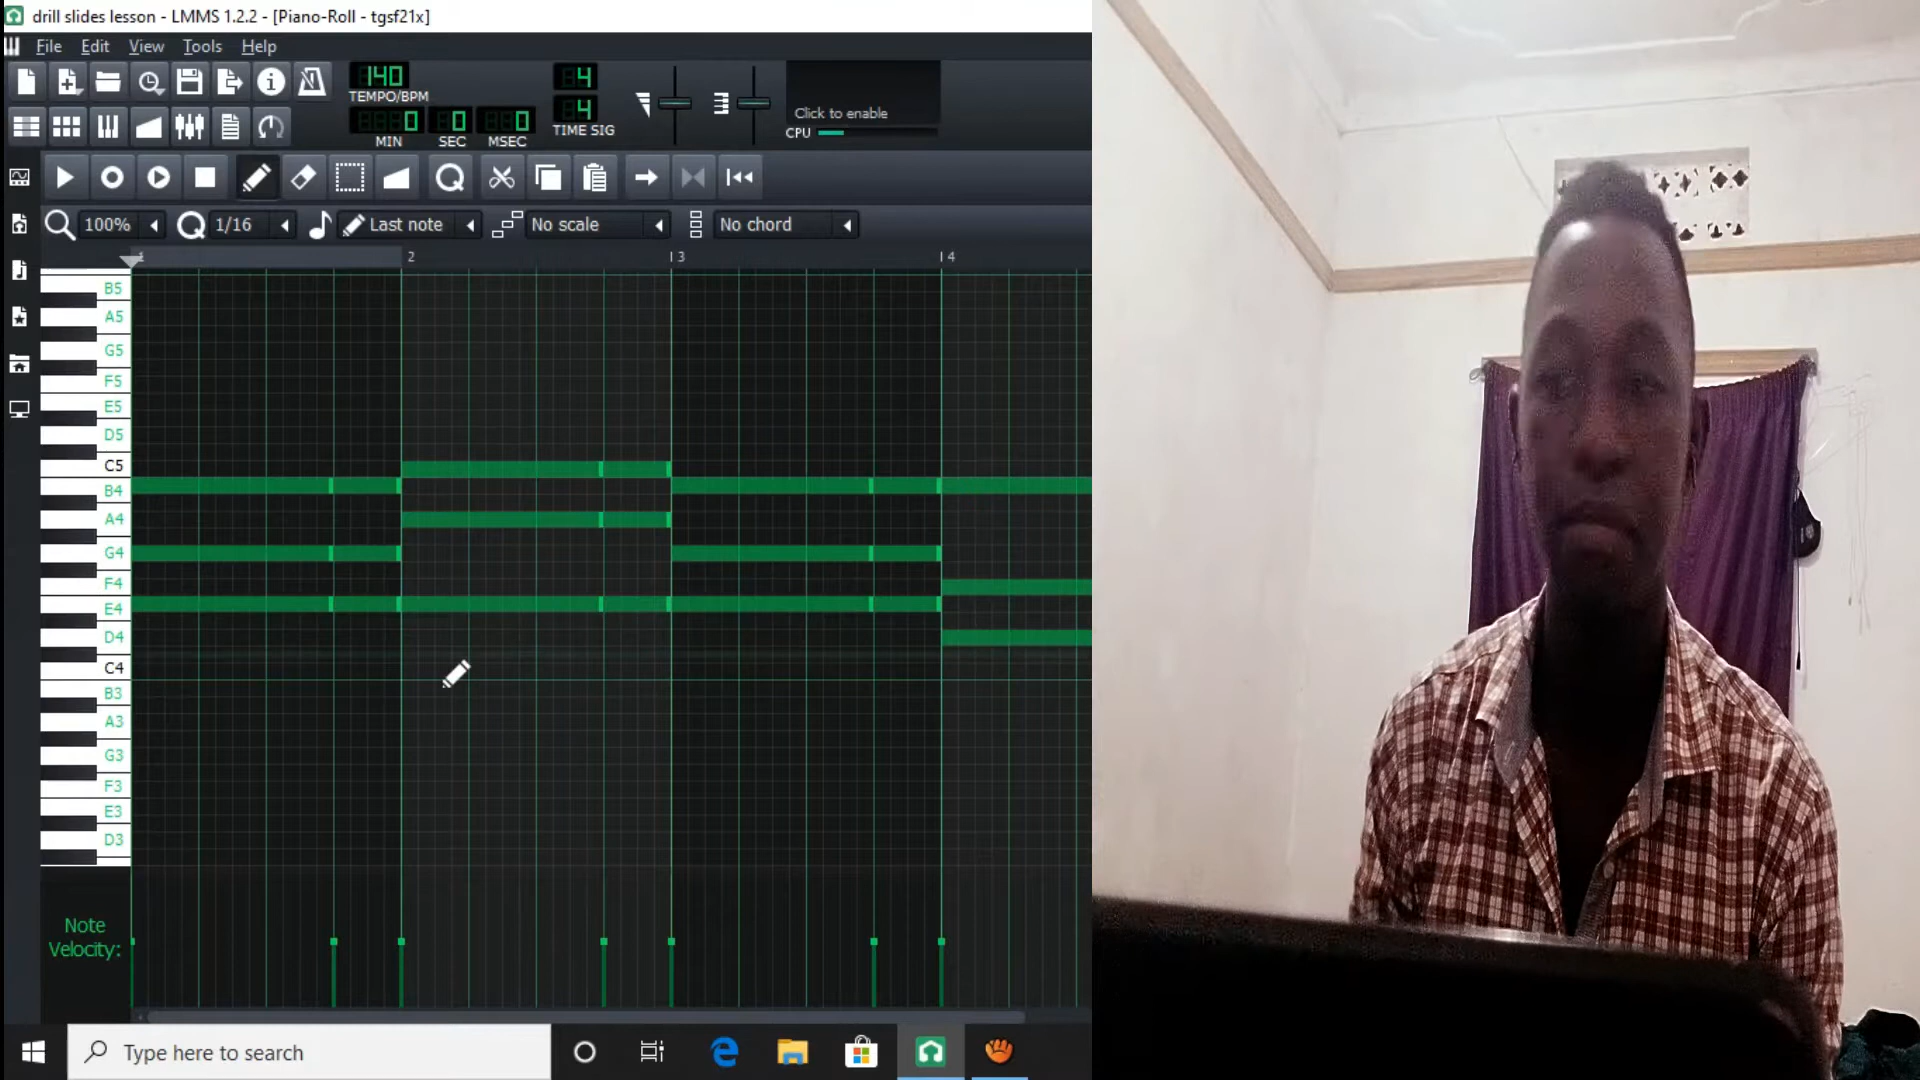 drill slides lesson - LMMS 1.2.2 - [Piano-Roll - tgsf21x]
File Edit View Tools Help
140
TEMPO/BPM
0 0 0
MIN SEC MSEC
4
4
TIME SIG
Click to enable
CPU
100% 1/16 Last note No scale No chord
1 2 3 4
B5
A5
G5
F5
E5
D5
C5
B4
A4
G4
F4
E4
D4
C4
B3
A3
G3
F3
E3
D3
Note
Velocity:
Type here to search